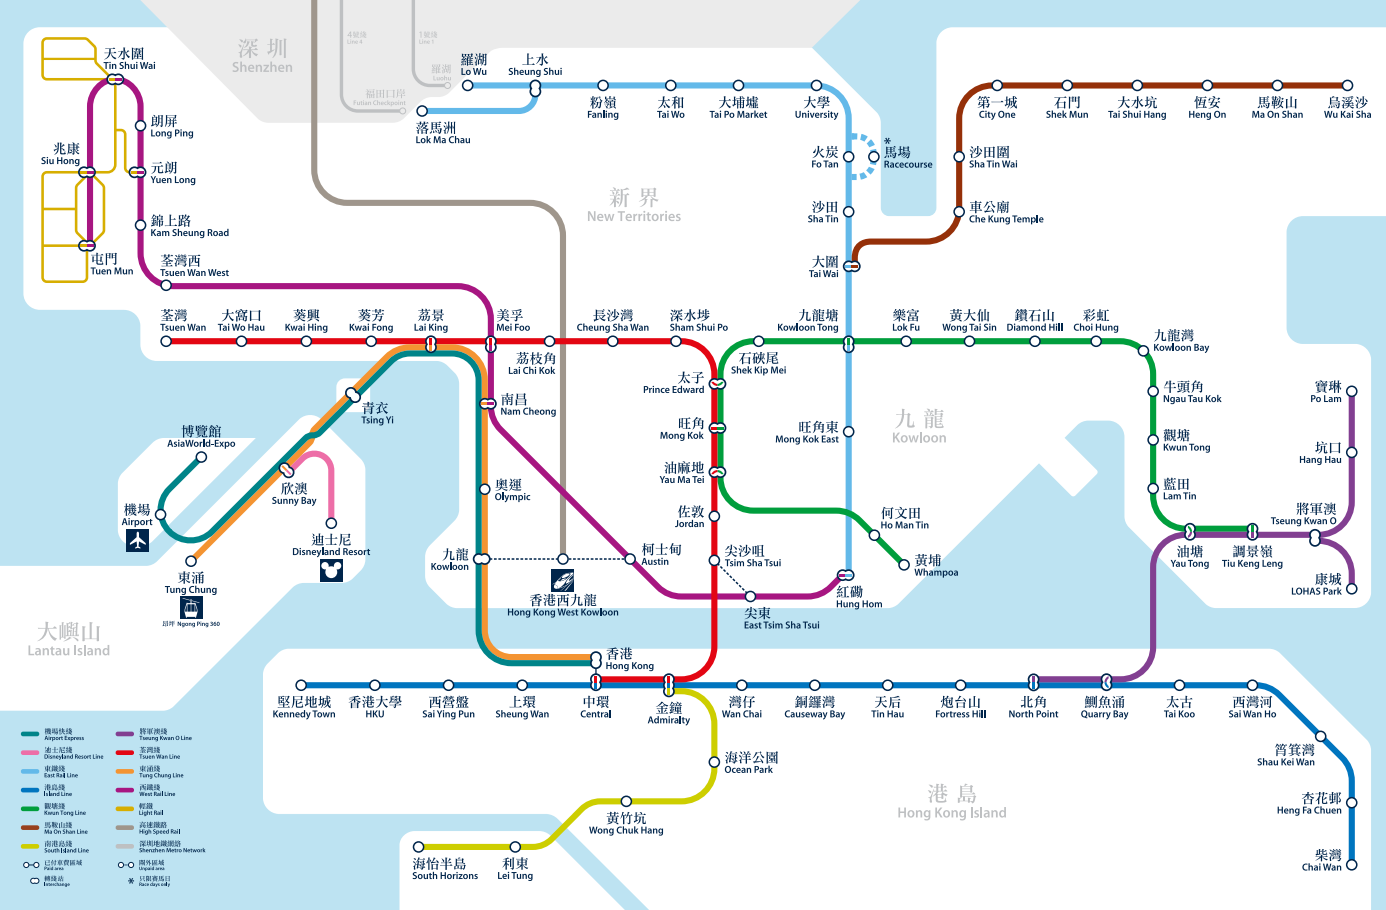 深圳
Shenzhen
4號綫
Line 4
1號綫
Line 1
羅湖
Luohu
福田口岸
Futian Checkpoint
羅湖
Lo Wu
上水
Sheung Shui
落馬洲
Lok Ma Chau
粉嶺
Fanling
太和
Tai Wo
大埔墟
Tai Po Market
大學
University
火炭
Fo Tan
*
馬場
Racecourse
沙田
Sha Tin
大圍
Tai Wai
第一城
City One
石門
Shek Mun
大水坑
Tai Shui Hang
恆安
Heng On
馬鞍山
Ma On Shan
烏溪沙
Wu Kai Sha
沙田圍
Sha Tin Wai
車公廟
Che Kung Temple
新界
New Territories
天水圍
Tin Shui Wai
朗屏
Long Ping
兆康
Siu Hong
元朗
Yuen Long
錦上路
Kam Sheung Road
屯門
Tuen Mun
荃灣西
Tsuen Wan West
荃灣
Tsuen Wan
大窩口
Tai Wo Hau
葵興
Kwai Hing
葵芳
Kwai Fong
荔景
Lai King
美孚
Mei Foo
荔枝角
Lai Chi Kok
長沙灣
Cheung Sha Wan
深水埗
Sham Shui Po
石硤尾
Shek Kip Mei
九龍塘
Kowloon Tong
樂富
Lok Fu
黃大仙
Wong Tai Sin
鑽石山
Diamond Hill
彩虹
Choi Hung
九龍灣
Kowloon Bay
牛頭角
Ngau Tau Kok
觀塘
Kwun Tong
藍田
Lam Tin
油塘
Yau Tong
調景嶺
Tiu Keng Leng
將軍澳
Tseung Kwan O
坑口
Hang Hau
寶琳
Po Lam
康城
LOHAS Park
太子
Prince Edward
旺角
Mong Kok
油麻地
Yau Ma Tei
佐敦
Jordan
尖沙咀
Tsim Sha Tsui
尖東
East Tsim Sha Tsui
旺角東
Mong Kok East
九龍
Kowloon
何文田
Ho Man Tin
黃埔
Whampoa
紅磡
Hung Hom
南昌
Nam Cheong
奧運
Olympic
九龍
Kowloon
柯士甸
Austin
香港西九龍
Hong Kong West Kowloon
青衣
Tsing Yi
博覽館
AsiaWorld-Expo
機場
Airport
欣澳
Sunny Bay
迪士尼
Disneyland Resort
東涌
Tung Chung
昂坪 Ngong Ping 360
大嶼山
Lantau Island
香港
Hong Kong
堅尼地城
Kennedy Town
香港大學
HKU
西營盤
Sai Ying Pun
上環
Sheung Wan
中環
Central
金鐘
Admiralty
灣仔
Wan Chai
銅鑼灣
Causeway Bay
天后
Tin Hau
炮台山
Fortress Hill
北角
North Point
鰂魚涌
Quarry Bay
太古
Tai Koo
西灣河
Sai Wan Ho
筲箕灣
Shau Kei Wan
杏花邨
Heng Fa Chuen
柴灣
Chai Wan
海洋公園
Ocean Park
黃竹坑
Wong Chuk Hang
利東
Lei Tung
海怡半島
South Horizons
港島
Hong Kong Island
機場快綫
Airport Express
迪士尼綫
Disneyland Resort Line
東鐵綫
East Rail Line
港島綫
Island Line
觀塘綫
Kwun Tong Line
馬鞍山綫
Ma On Shan Line
南港島綫
South Island Line
已付車費區域
Paid area
轉綫站
Interchange
將軍澳綫
Tseung Kwan O Line
荃灣綫
Tsuen Wan Line
東涌綫
Tung Chung Line
西鐵綫
West Rail Line
輕鐵
Light Rail
高速鐵路
High Speed Rail
深圳地鐵網路
Shenzhen Metro Network
閘外區域
Unpaid area
* 只限賽馬日
Race days only